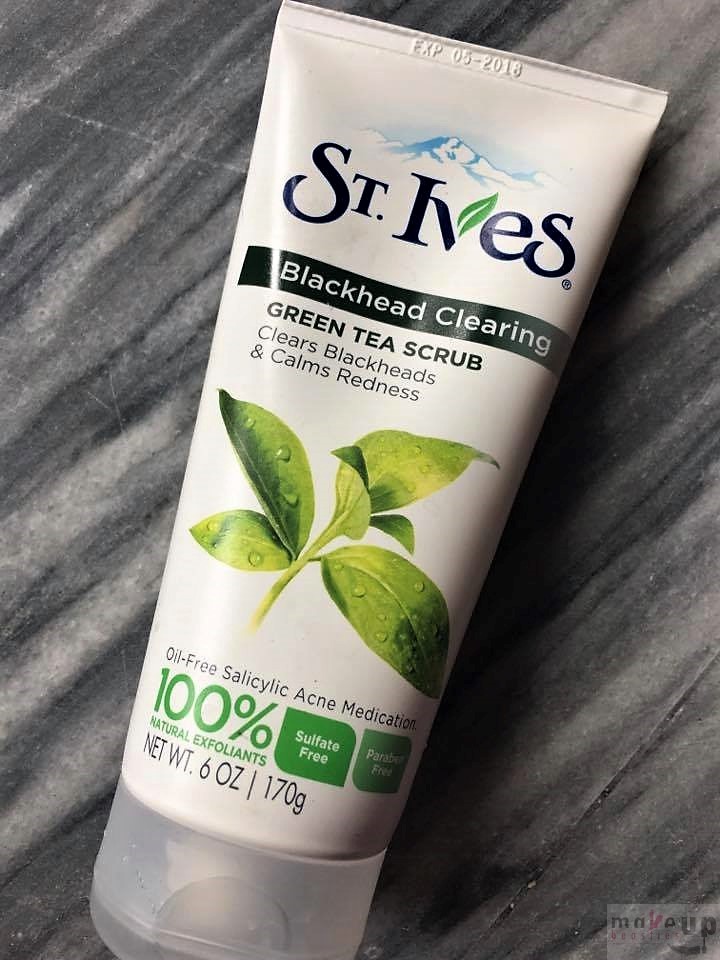 EXP 05-2018
ST. Ives®
Blackhead Clearing
GREEN TEA SCRUB
Clears Blackheads
& Calms Redness
Oil-Free Salicylic Acne Medication
100%
NATURAL EXFOLIANTS
Sulfate
Free
Paraben
Free
NET WT. 6 OZ | 170g
makeup